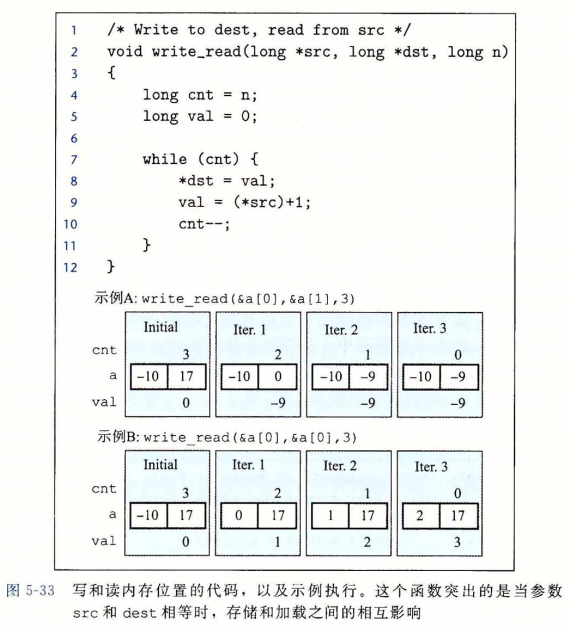 1 /* Write to dest, read from src */
2 void write_read(long *src, long *dst, long n)
3 {
4 long cnt = n;
5 long val = 0;
6
7 while (cnt) {
8 *dst = val;
9 val = (*src)+1;
10 cnt--;
11 }
12 }
示例A: write_read(&a[0],&a[1],3)
Initial Iter. 1 Iter. 2 Iter. 3
cnt 3 2 1 0
a -10 17 -10 0 -10 -9 -10 -9
val 0 -9 -9 -9
示例B: write_read(&a[0],&a[0],3)
Initial Iter. 1 Iter. 2 Iter. 3
cnt 3 2 1 0
a -10 17 0 17 1 17 2 17
val 0 1 2 3
图 5-33 写和读内存位置的代码，以及示例执行。这个函数突出的是当参数
src 和 dest 相等时，存储和加载之间的相互影响